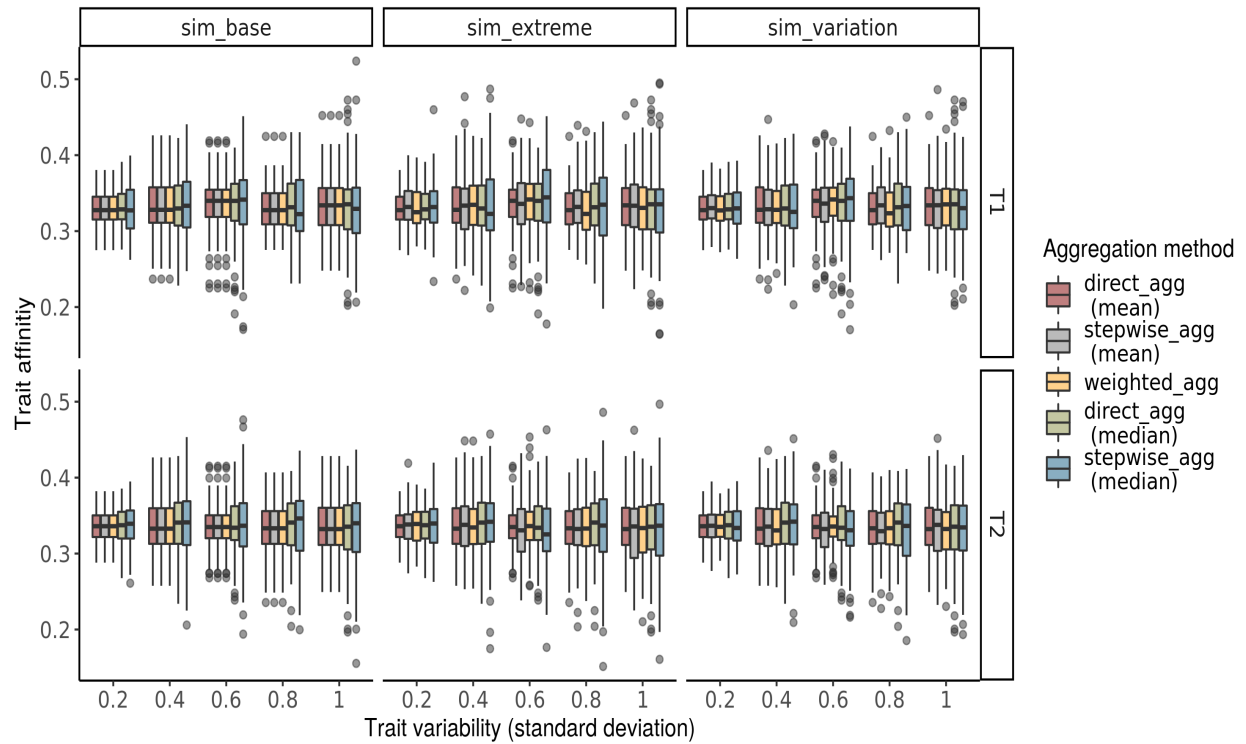 sim_base sim_extreme sim_variation
0.5
0.4
0.3
0.2
T1
Trait affinitiy
0.5
0.4
0.3
0.2
T2
0.2 0.4 0.6 0.8 1 0.2 0.4 0.6 0.8 1 0.2 0.4 0.6 0.8 1
Trait variability (standard deviation)
Aggregation method
direct_agg
(mean)
stepwise_agg
(mean)
weighted_agg
direct_agg
(median)
stepwise_agg
(median)